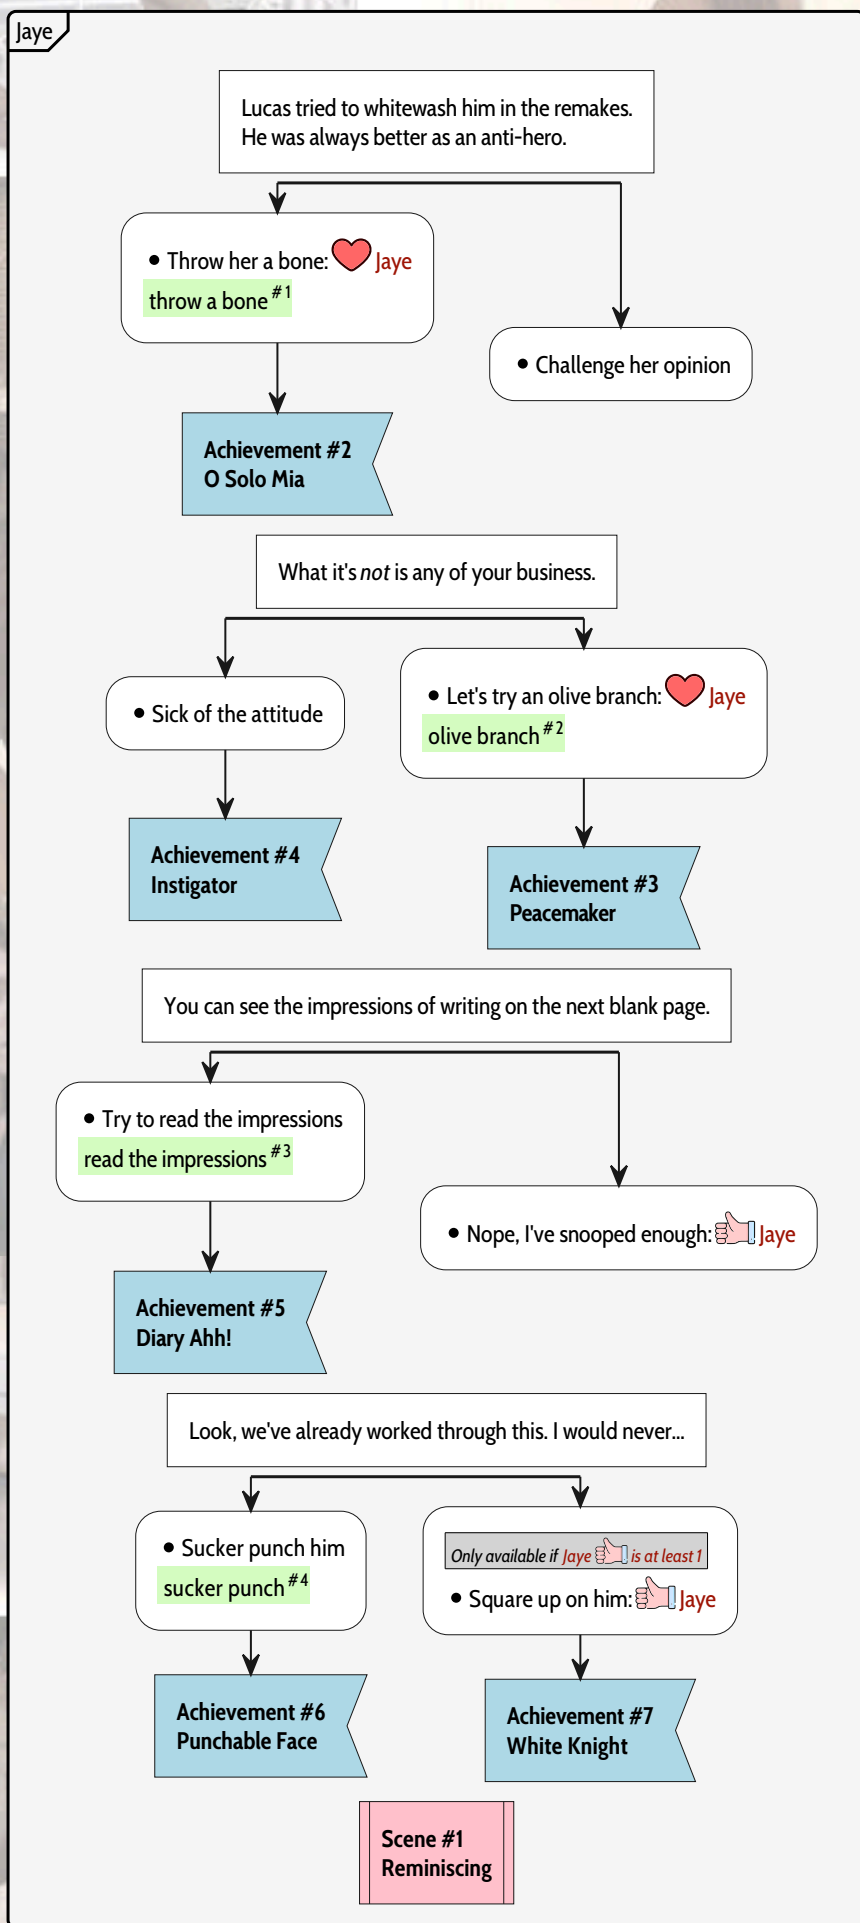 Jaye
Lucas tried to whitewash him in the remakes.
He was always better as an anti-hero.
• Throw her a bone: Jaye
throw a bone #1
• Challenge her opinion
Achievement #2
O Solo Mia
What it's not is any of your business.
• Sick of the attitude
• Let's try an olive branch: Jaye
olive branch #2
Achievement #4
Instigator
Achievement #3
Peacemaker
You can see the impressions of writing on the next blank page.
• Try to read the impressions
read the impressions #3
• Nope, I've snooped enough: Jaye
Achievement #5
Diary Ahh!
Look, we've already worked through this. I would never...
• Sucker punch him
sucker punch #4
Only available if Jaye is at least 1
• Square up on him: Jaye
Achievement #6
Punchable Face
Achievement #7
White Knight
Scene #1
Reminiscing